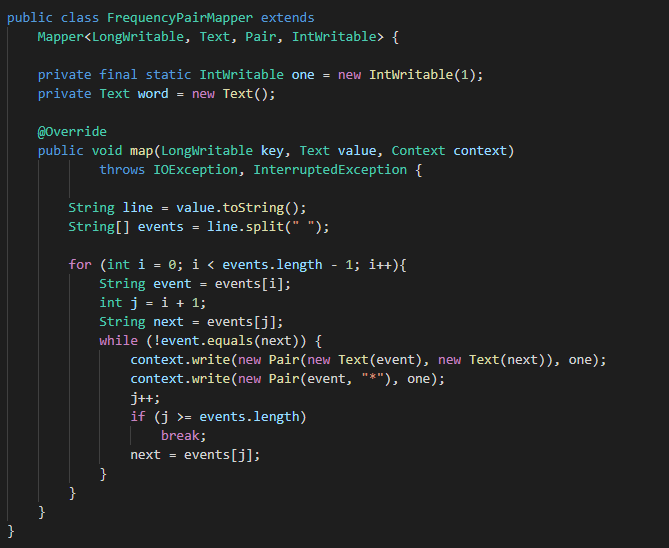 public class FrequencyPairMapper extends
    Mapper<LongWritable, Text, Pair, IntWritable> {

    private final static IntWritable one = new IntWritable(1);
    private Text word = new Text();

    @Override
    public void map(LongWritable key, Text value, Context context)
            throws IOException, InterruptedException {

        String line = value.toString();
        String[] events = line.split(" ");

        for (int i = 0; i < events.length - 1; i++){
            String event = events[i];
            int j = i + 1;
            String next = events[j];
            while (!event.equals(next)) {
                context.write(new Pair(new Text(event), new Text(next)), one);
                context.write(new Pair(event, "*"), one);
                j++;
                if (j >= events.length)
                    break;
                next = events[j];
            }
        }
    }
}